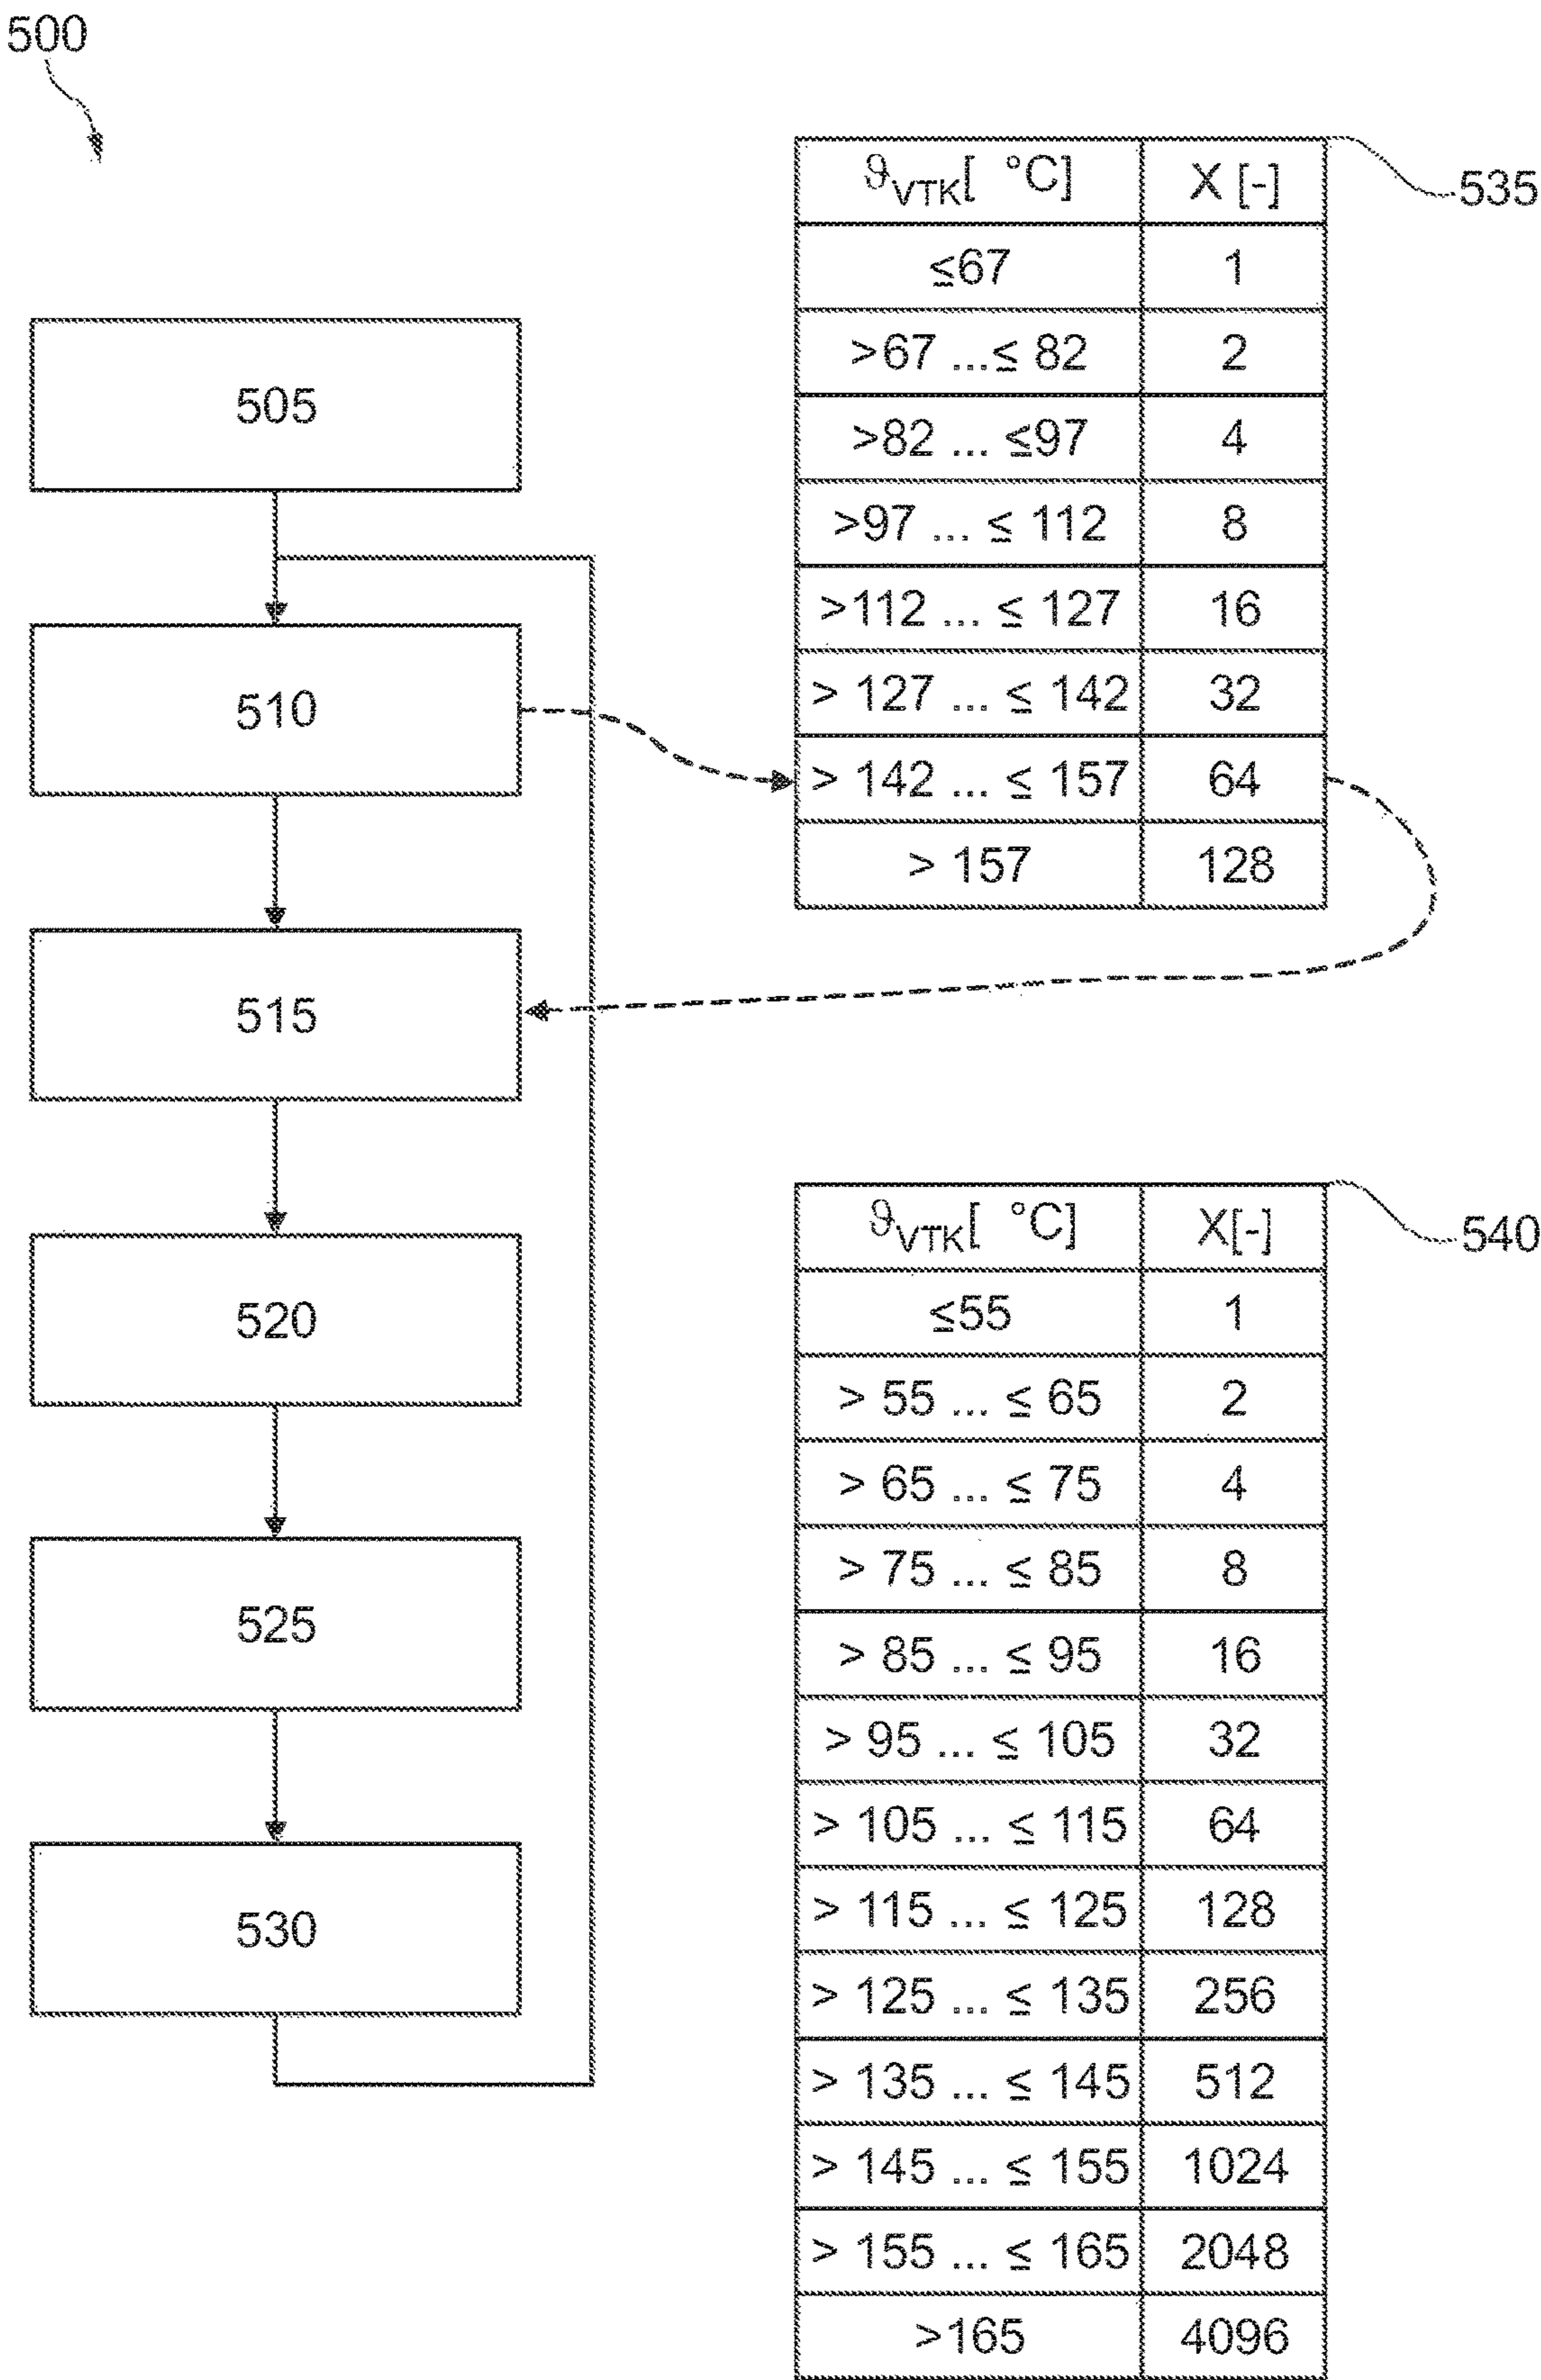 500
505
510
515
520
525
530
ϑVTK[ °C] X [-]
≤67 1
>67 ...≤ 82 2
>82 ... ≤97 4
>97 ... ≤ 112 8
>112 ... ≤ 127 16
> 127 ... ≤ 142 32
> 142 ... ≤ 157 64
> 157 128
535
ϑVTK[ °C] X[-]
≤55 1
> 55 ... ≤ 65 2
> 65 ... ≤ 75 4
> 75 ... ≤ 85 8
> 85 ... ≤ 95 16
> 95 ... ≤ 105 32
> 105 ... ≤ 115 64
> 115 ... ≤ 125 128
> 125 ... ≤ 135 256
> 135 ... ≤ 145 512
> 145 ... ≤ 155 1024
> 155 ... ≤ 165 2048
>165 4096
540